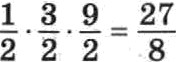 1/2 · 3/2 · 9/2 = 27/8